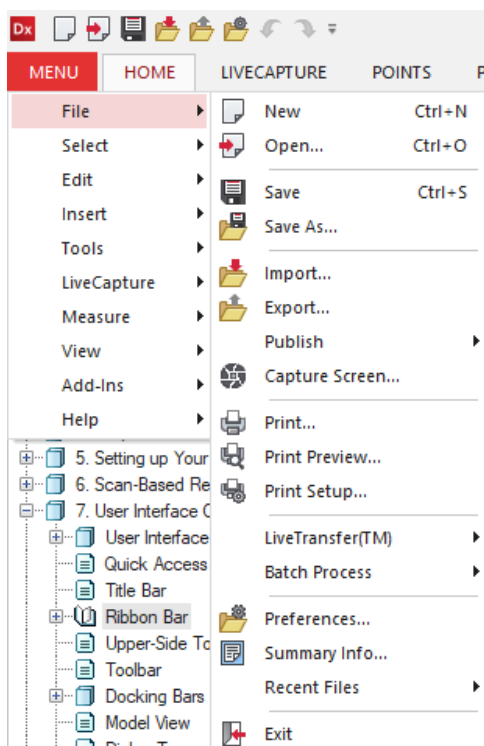 Dx
MENU HOME LIVECAPTURE POINTS
File
Select
Edit
Insert
Tools
LiveCapture
Measure
View
Add-Ins
Help
New Ctrl+N
Open... Ctrl+O
Save Ctrl+S
Save As...
Import...
Export...
Publish
Capture Screen...
Print...
Print Preview...
Print Setup...
LiveTransfer(TM)
Batch Process
Preferences...
Summary Info...
Recent Files
Exit
5. Setting up Your
6. Scan-Based Re
7. User Interface
User Interface
Quick Access
Title Bar
Ribbon Bar
Upper-Side To
Toolbar
Docking Bars
Model View